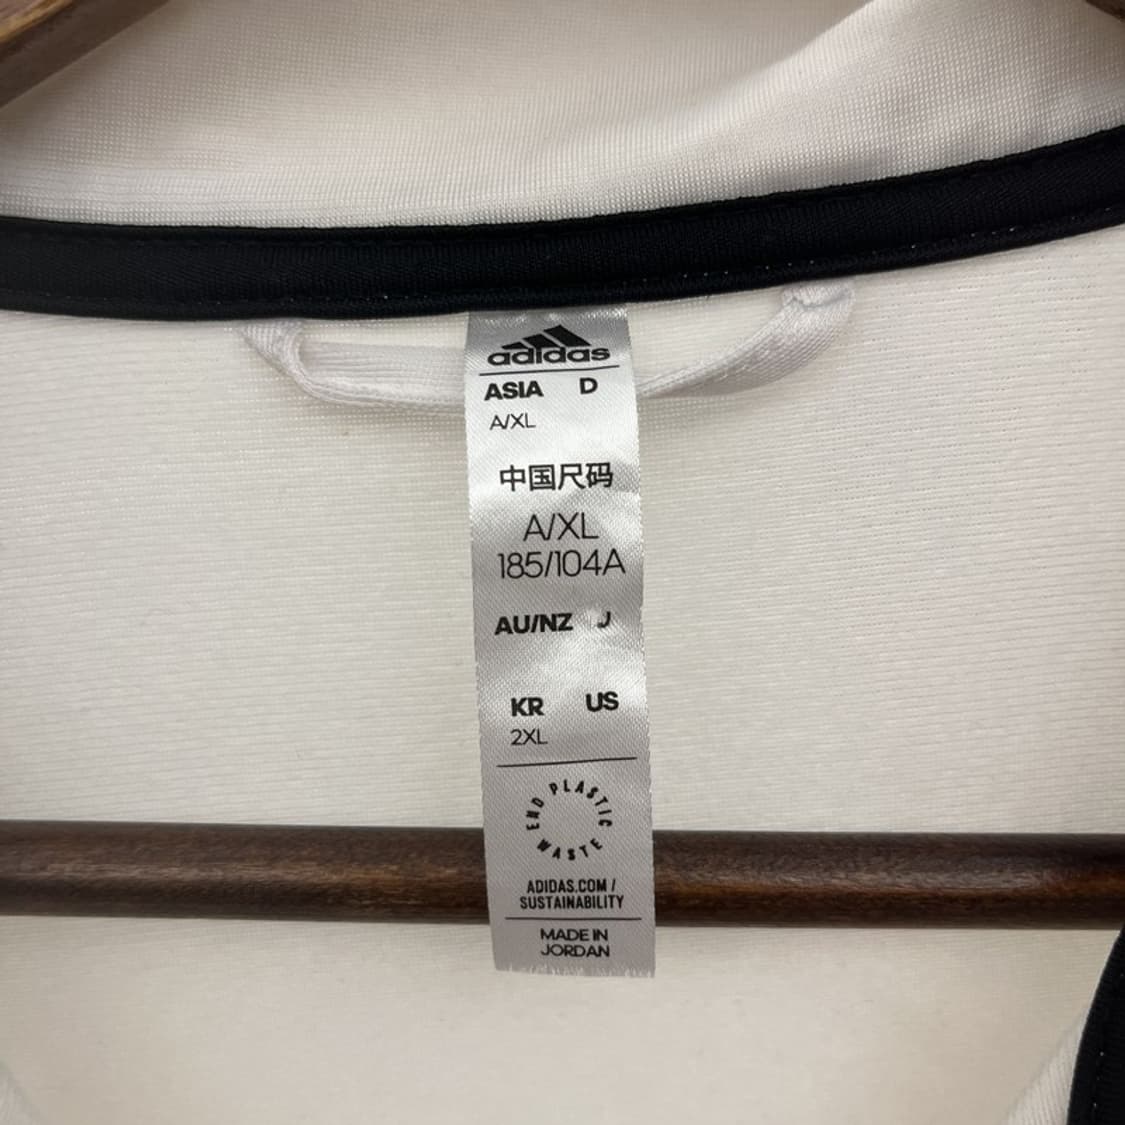 adidas
ASIA D
A/XL
中国尺码
A/XL
185/104A
AU/NZ J
KR US
2XL
END PLASTIC WASTE
ADIDAS.COM /
SUSTAINABILITY
MADE IN
JORDAN